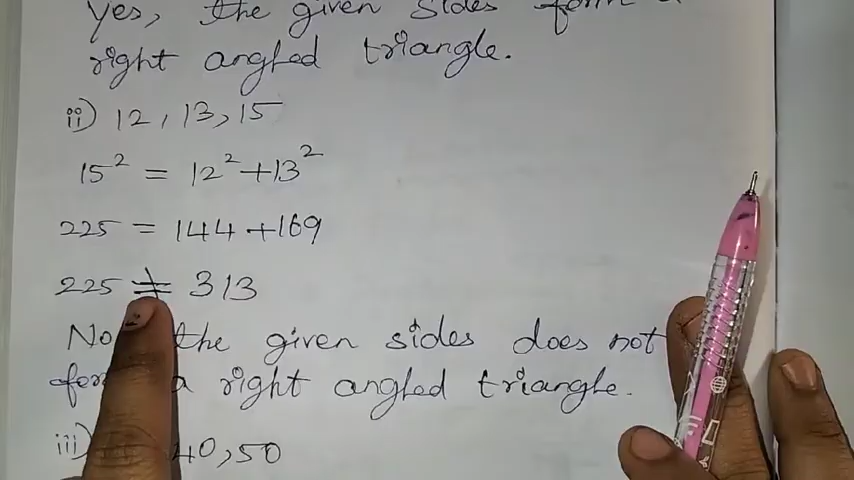 Yes, the given sides form a
right angled triangle.
ii) 12, 13, 15
15² = 12² + 13²
225 = 144 + 169
225 ≠ 313
No the given sides does not
a right angled triangle.
iii) 40, 50